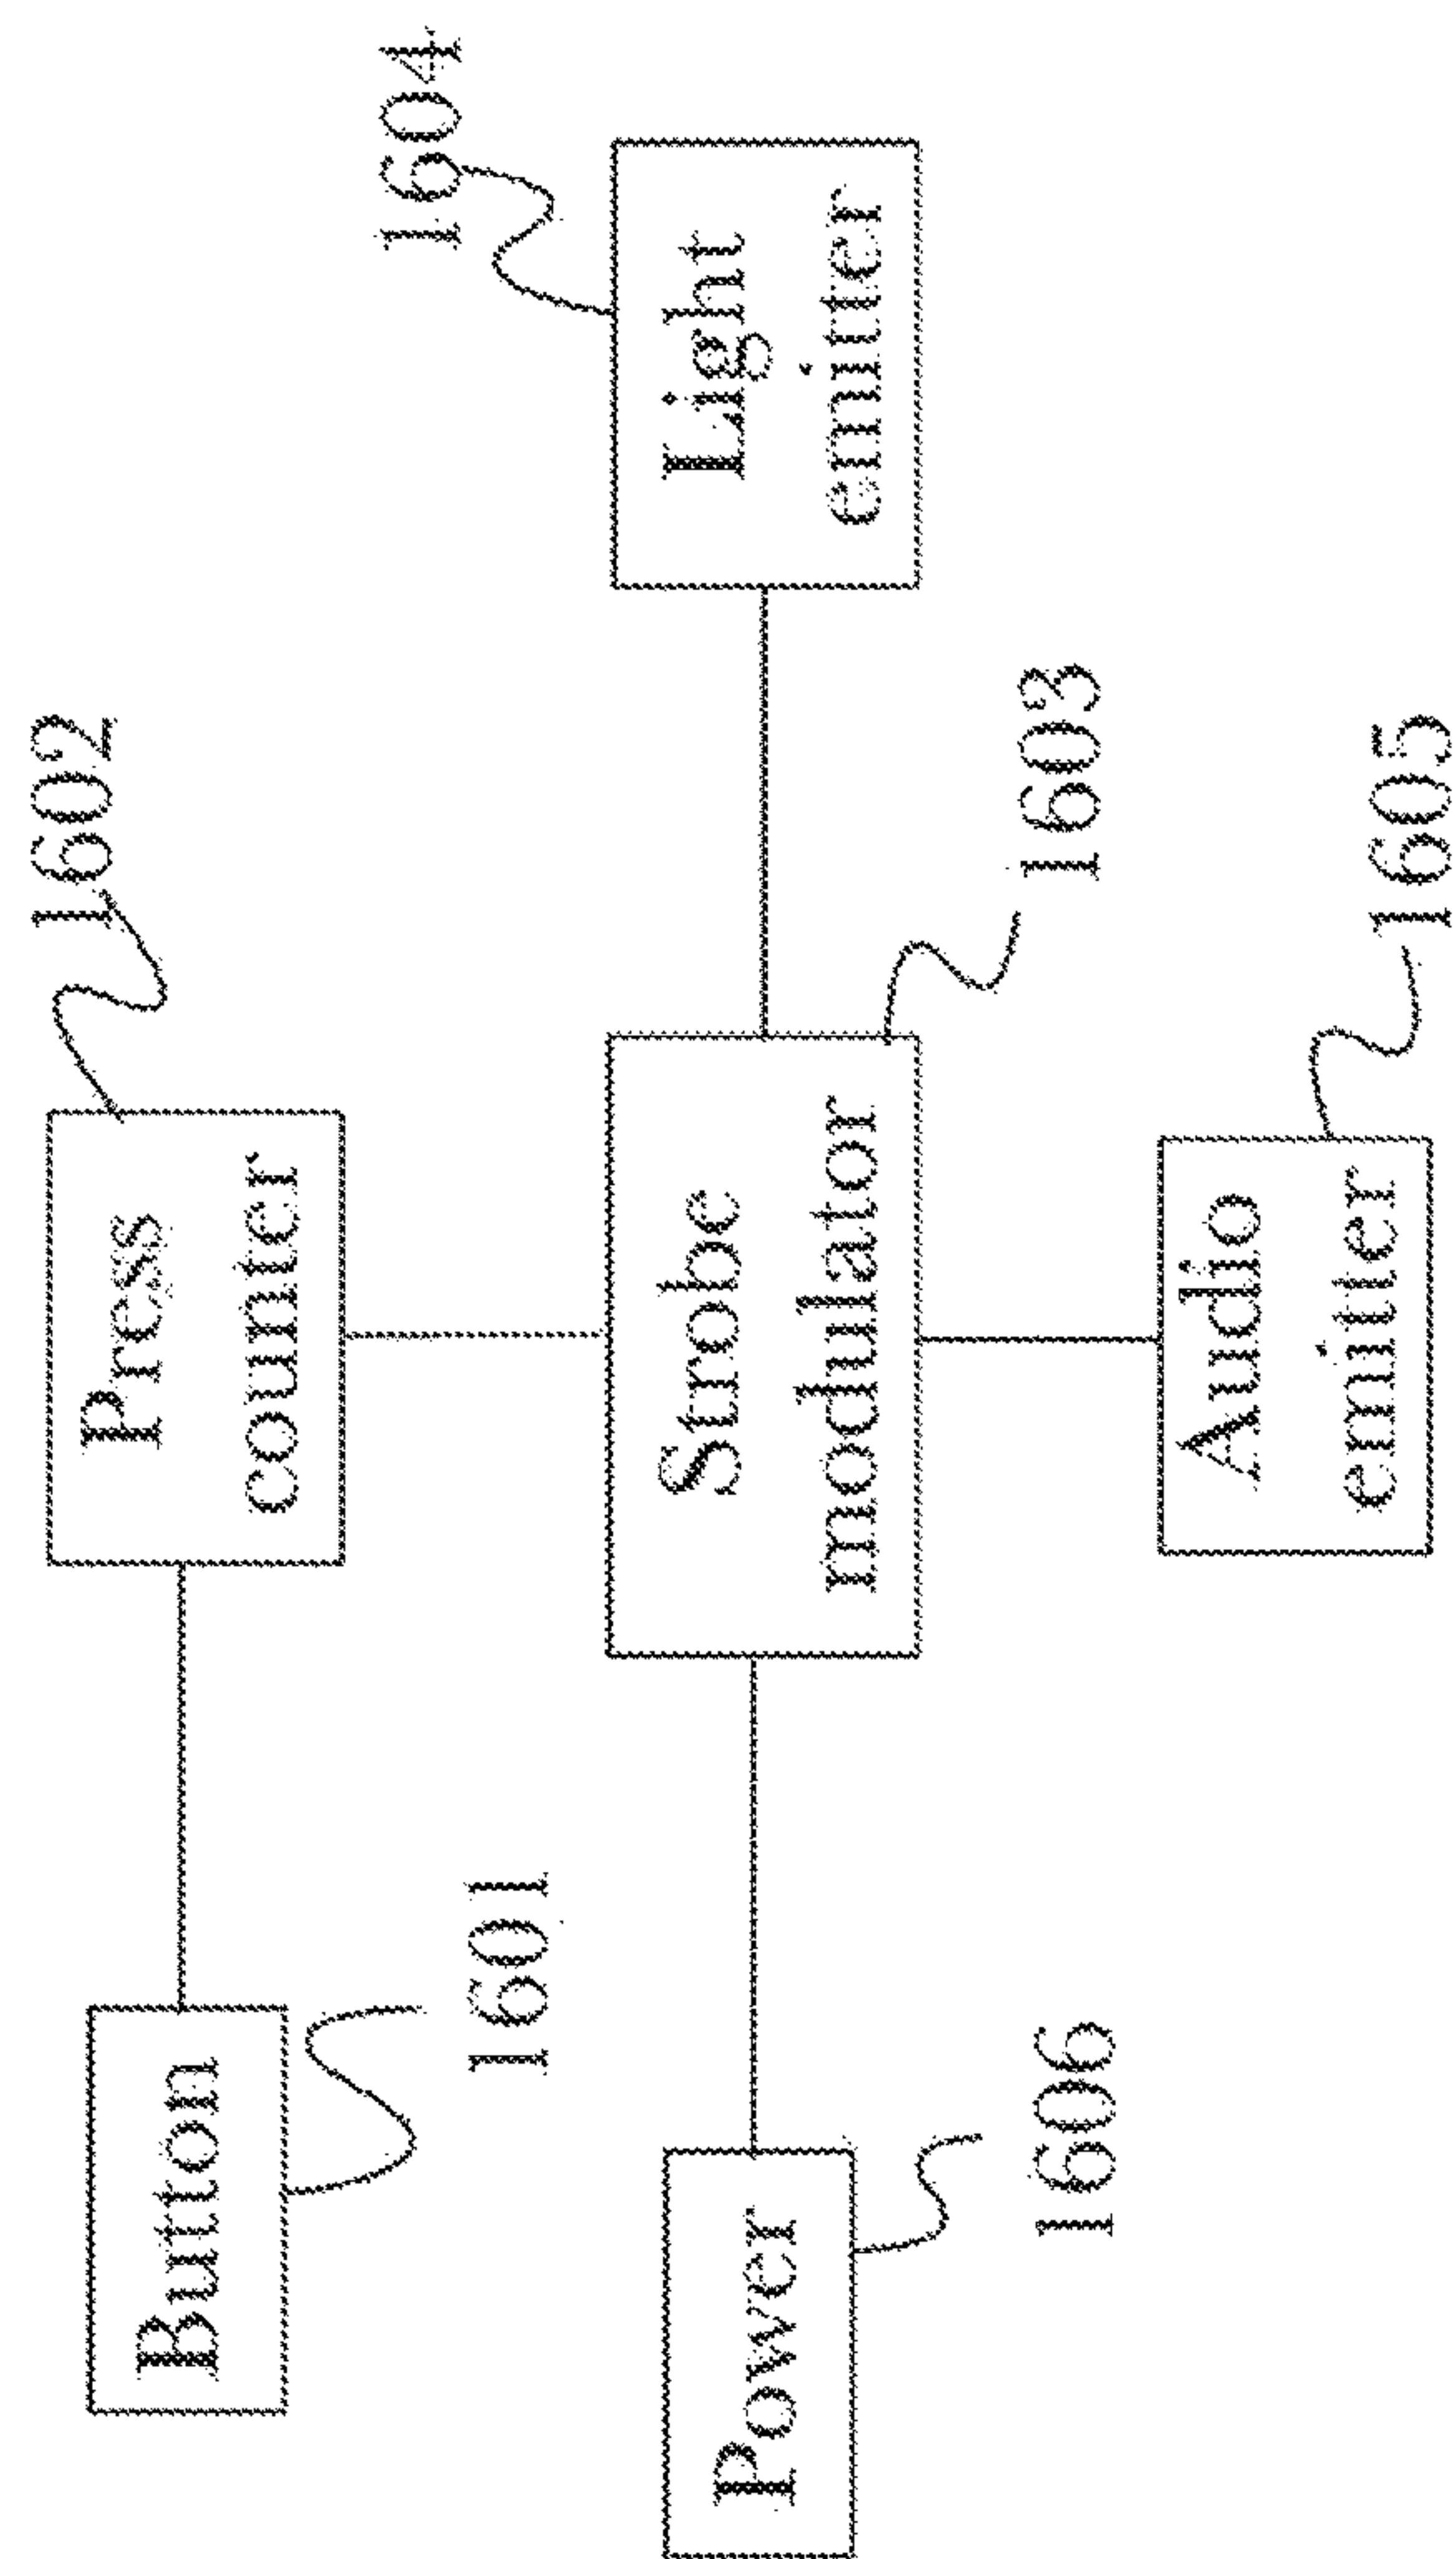 1602
Button
Press
counter
1601
1604
Power
Strobe
modulator
Light
emitter
1606
1603
Audio
emitter
1605